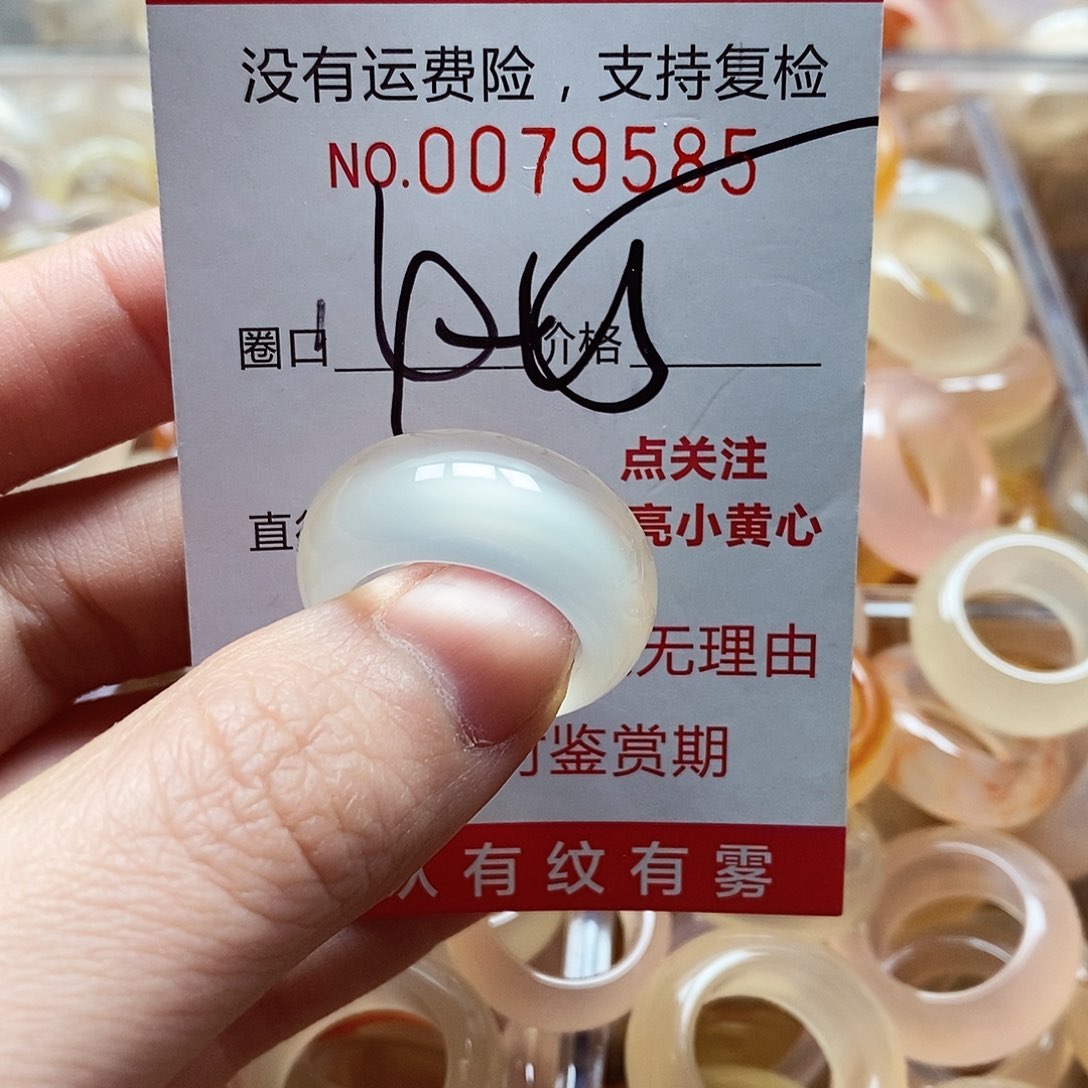 没有运费险，支持复检
NO.0079585
圈口 价格
直
点关注
亮小黄心
无理由
鉴赏期
有纹有雾